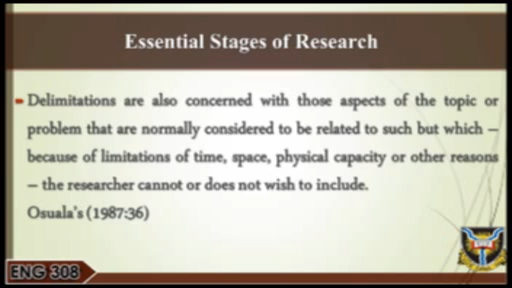 Essential Stages of Research
Delimitations are also concerned with those aspects of the topic or
problem that are normally considered to be related to such but which –
because of limitations of time, space, physical capacity or other reasons
– the researcher cannot or does not wish to include.
Osuala's (1987:36)
ENG 308